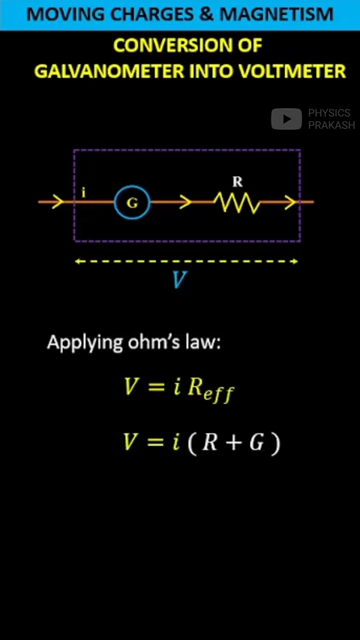 MOVING CHARGES & MAGNETISM
CONVERSION OF
GALVANOMETER INTO VOLTMETER
PHYSICS
PRAKASH
R
i
G
V
Applying ohm's law:
V = i R_eff
V = i ( R + G )